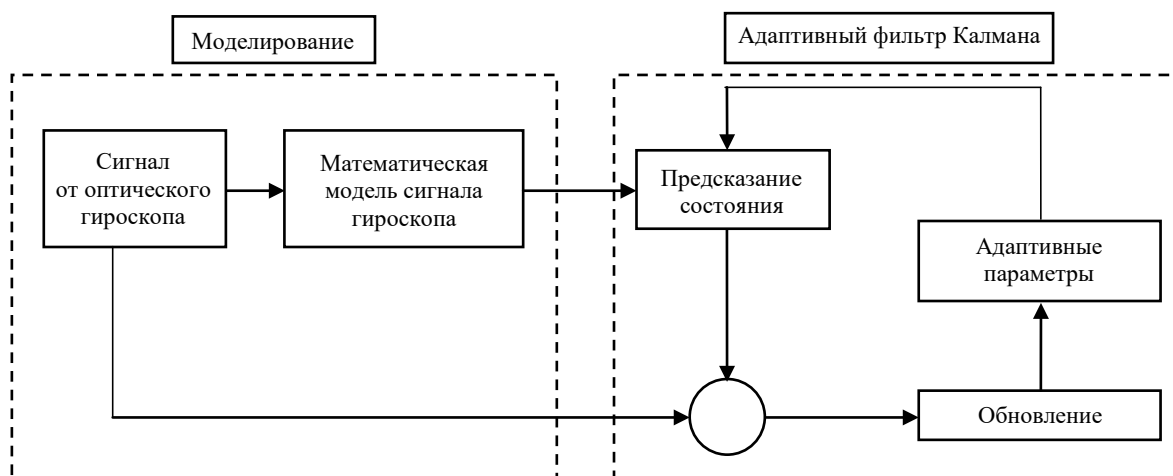 Моделирование
Адаптивный фильтр Калмана
Сигнал
от оптического
гироскопа
Математическая
модель сигнала
гироскопа
Предсказание
состояния
Адаптивные
параметры
Обновление